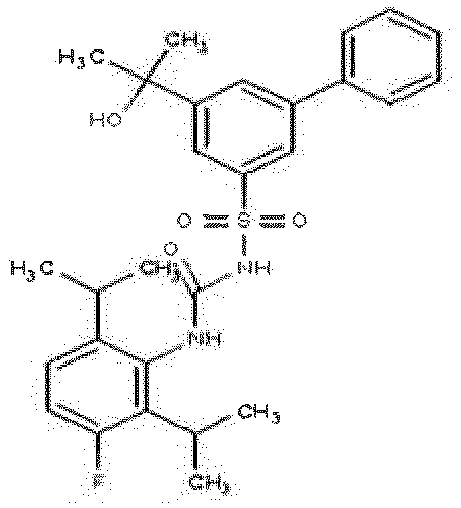 CH₃
H₃C
HO
O S O
O
H₃C CH₃ NH
NH
CH₃
F
CH₃